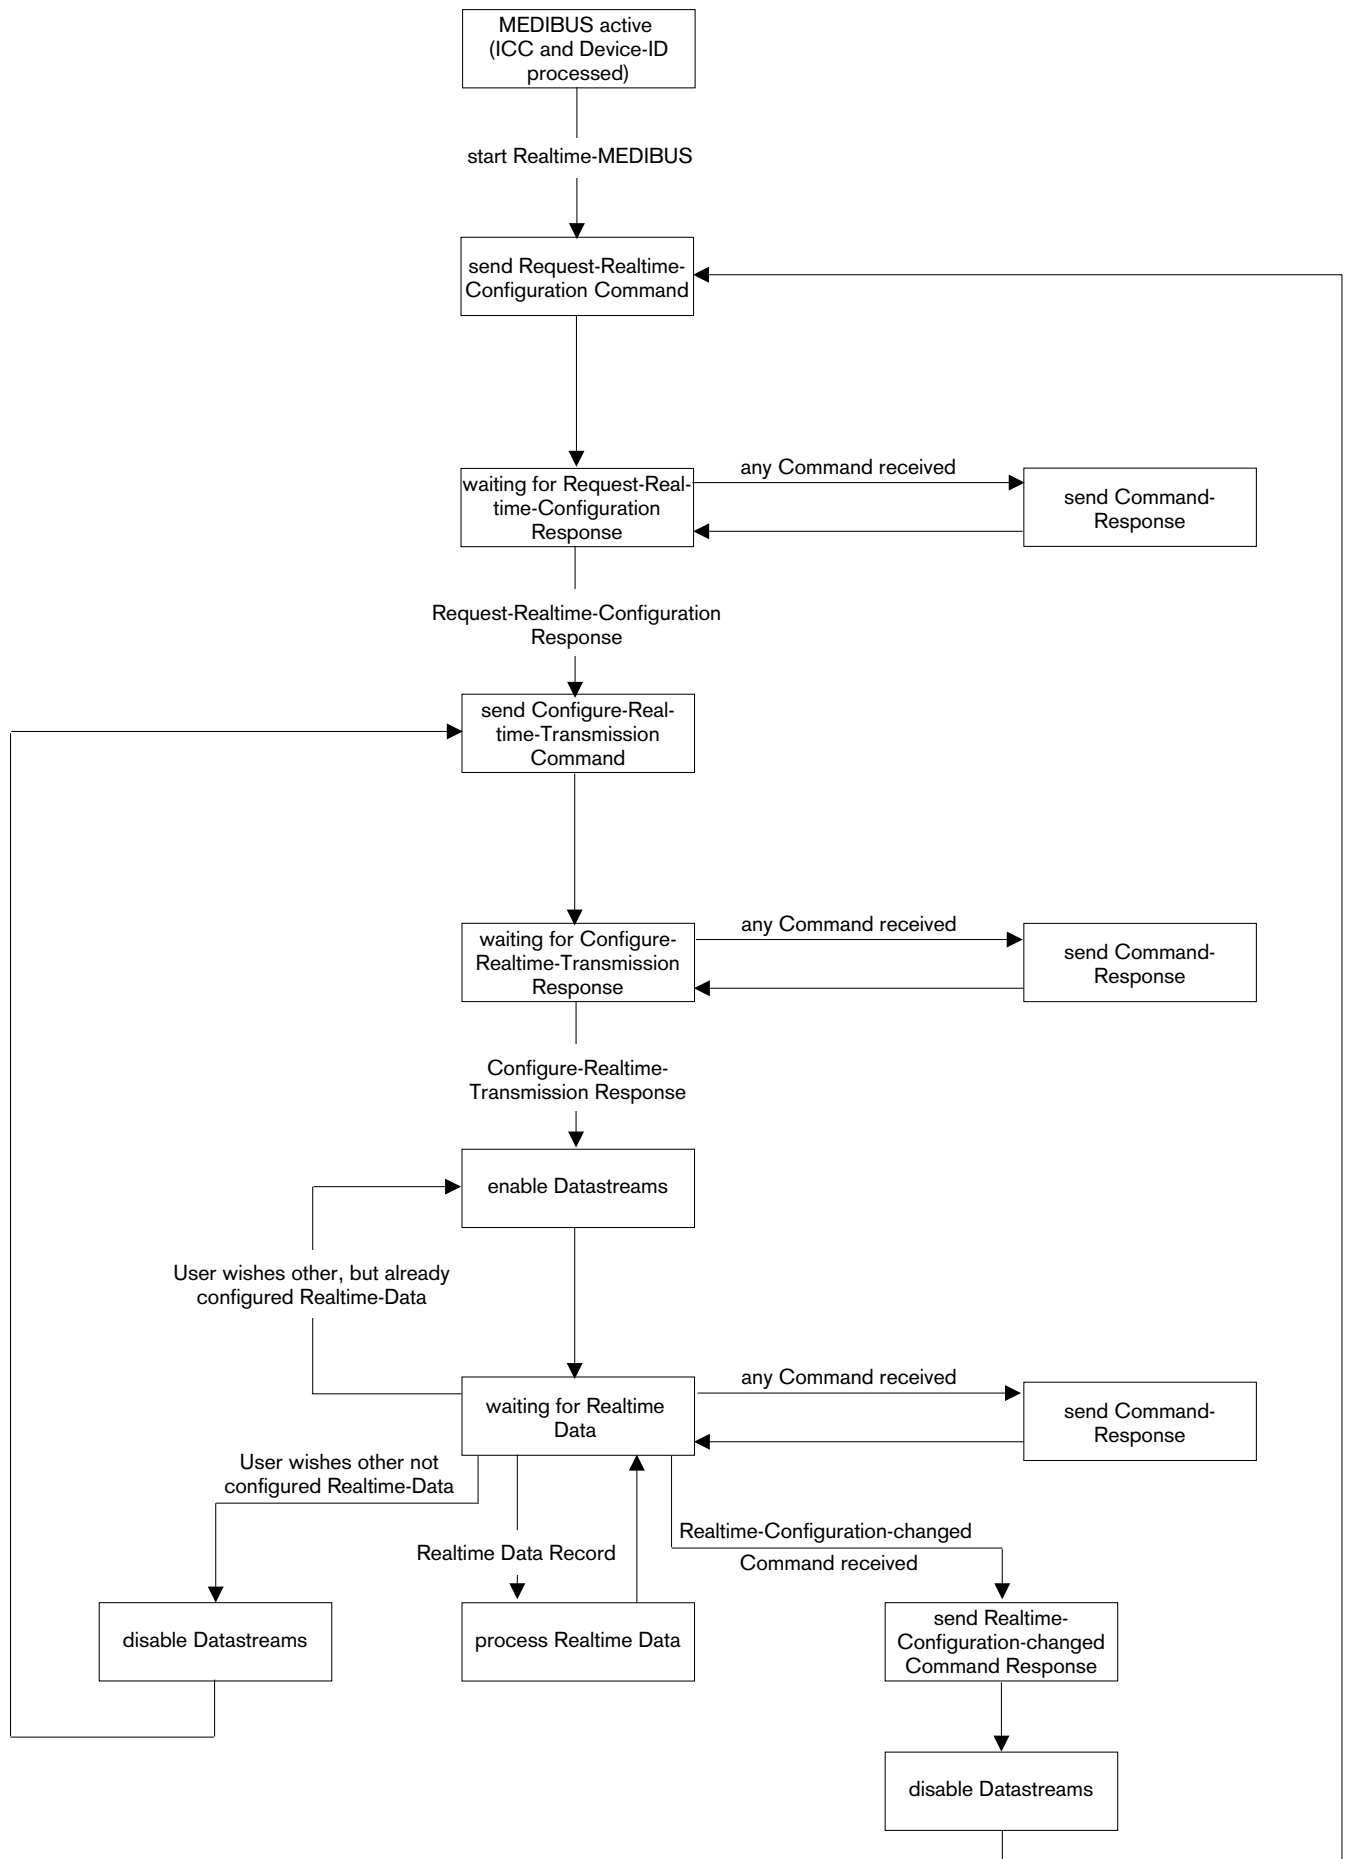 MEDIBUS active
(ICC and Device-ID
processed)
start Realtime-MEDIBUS
send Request-Realtime-
Configuration Command
waiting for Request-Real-
time-Configuration
Response
any Command received
send Command-
Response
Request-Realtime-Configuration
Response
send Configure-Real-
time-Transmission
Command
waiting for Configure-
Realtime-Transmission
Response
any Command received
send Command-
Response
Configure-Realtime-
Transmission Response
enable Datastreams
User wishes other, but already
configured Realtime-Data
waiting for Realtime
Data
any Command received
send Command-
Response
User wishes other not
configured Realtime-Data
Realtime Data Record
Realtime-Configuration-changed
Command received
disable Datastreams
process Realtime Data
send Realtime-
Configuration-changed
Command Response
disable Datastreams